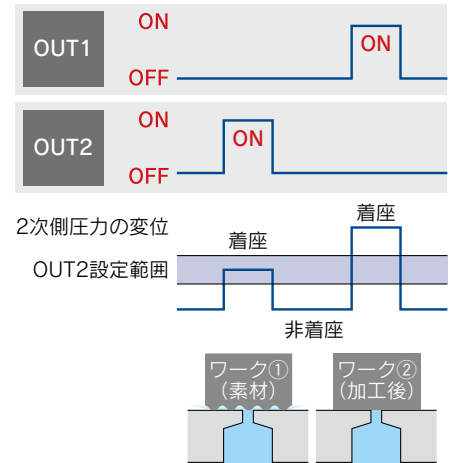 OUT1
ON
OFF
ON
OUT2
ON
OFF
ON
2次側圧力の変位
着座
着座
OUT2設定範囲
非着座
ワーク①
(素材)
ワーク②
(加工後)